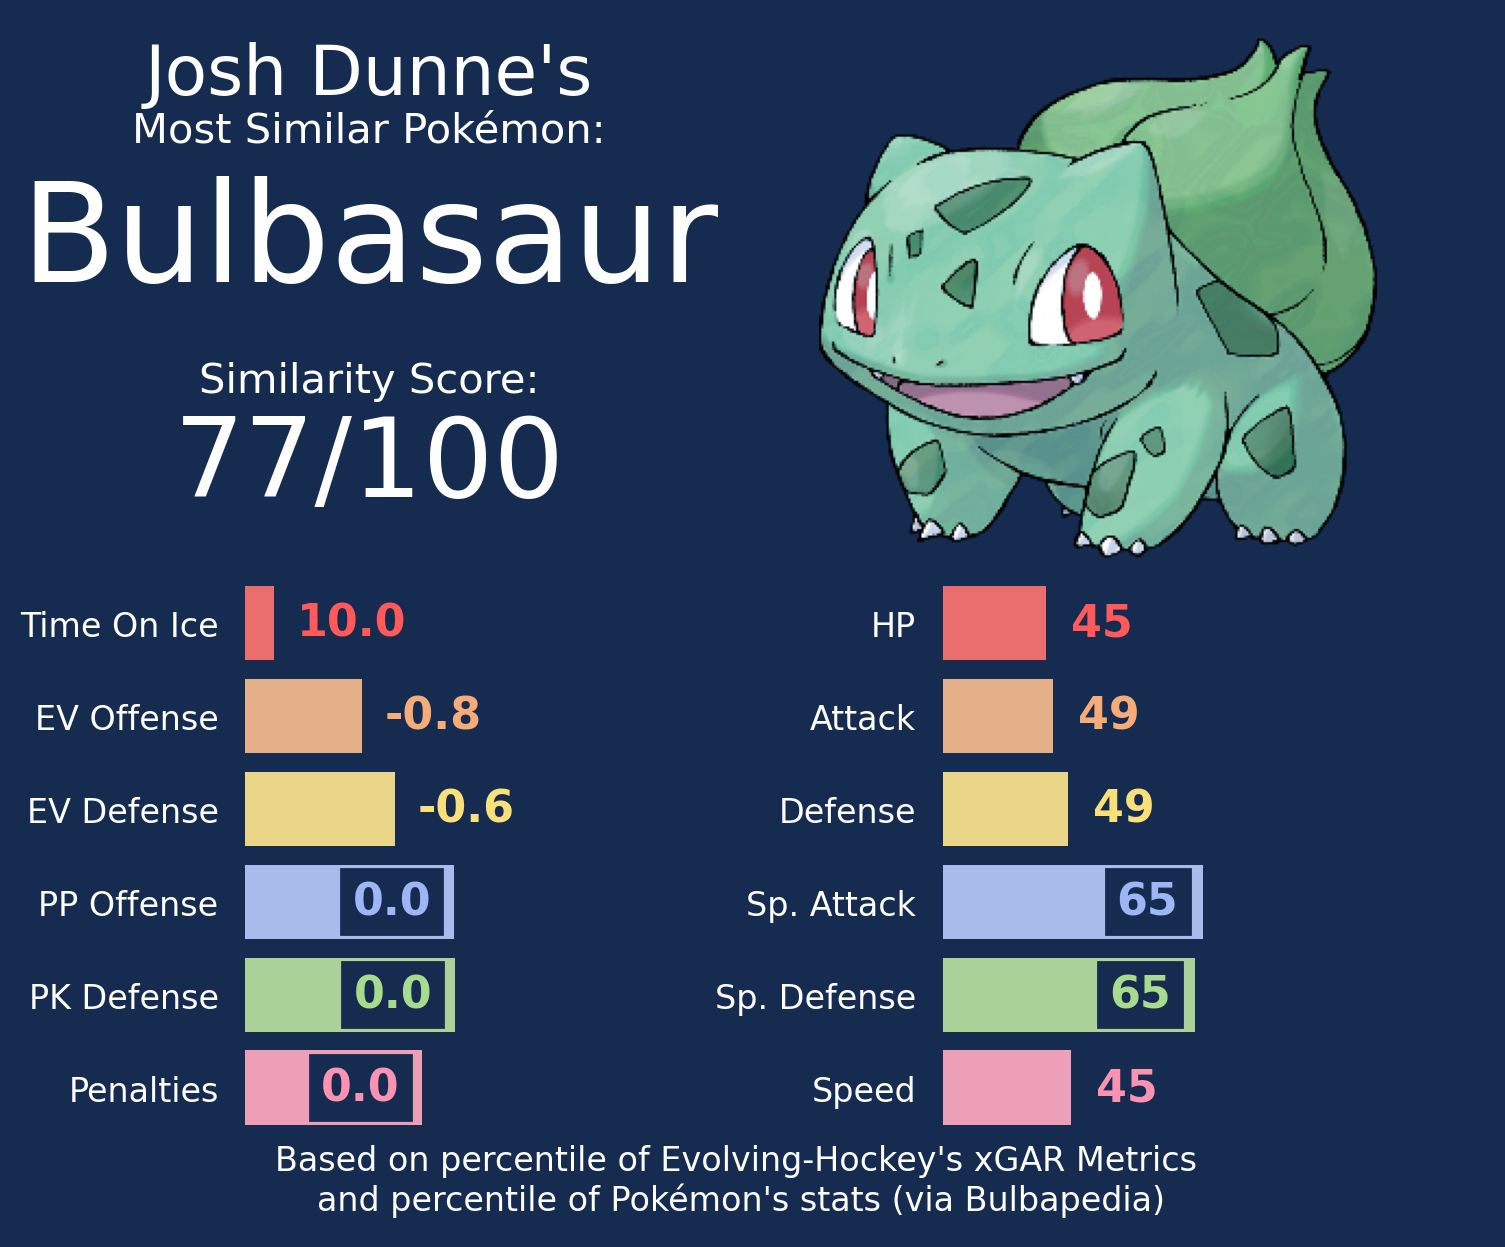 Josh Dunne's
Most Similar Pokémon:
Bulbasaur
Similarity Score:
77/100
Time On Ice 10.0
EV Offense -0.8
EV Defense -0.6
PP Offense 0.0
PK Defense 0.0
Penalties 0.0
HP 45
Attack 49
Defense 49
Sp. Attack 65
Sp. Defense 65
Speed 45
Based on percentile of Evolving-Hockey's xGAR Metrics
and percentile of Pokémon's stats (via Bulbapedia)